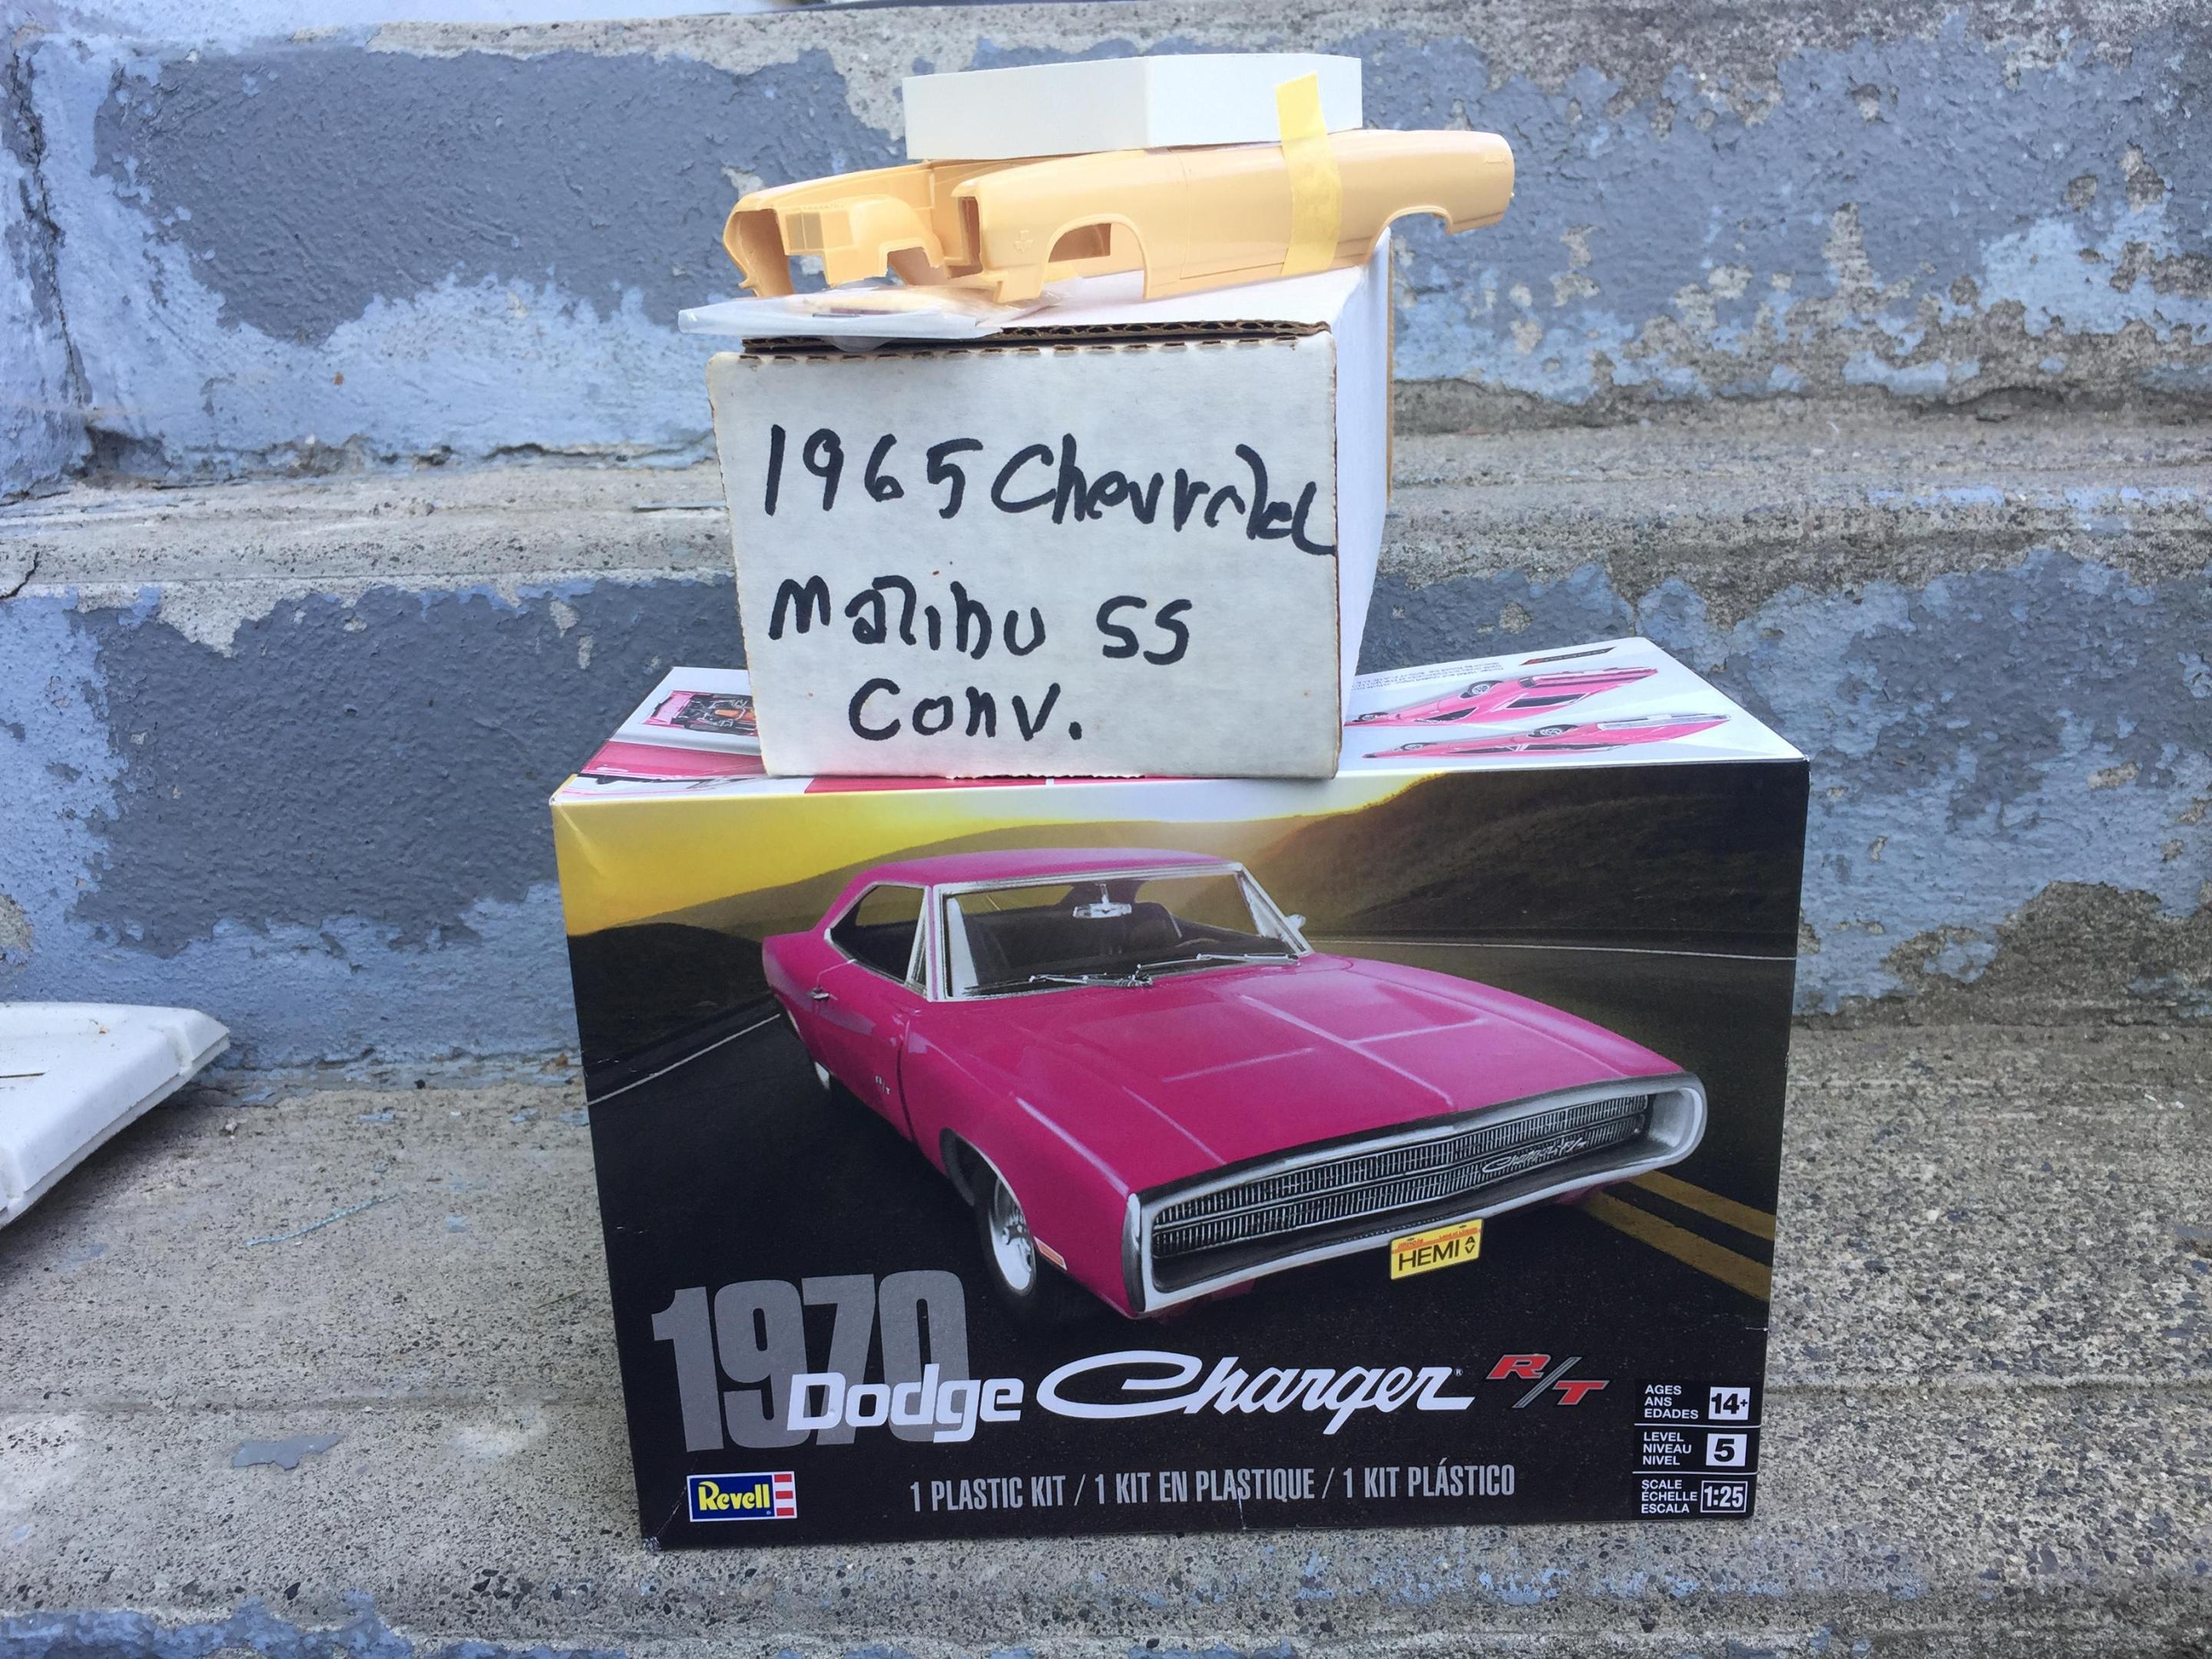 1965 Chevrolet
Malibu SS
Conv.
HEMI
1970
Dodge Charger R/T
Revell
1 PLASTIC KIT / 1 KIT EN PLASTIQUE / 1 KIT PLÁSTICO
AGES
ANS
EDADES
14+
LEVEL
NIVEAU
NIVEL
5
SCALE
ÉCHELLE
ESCALA
1:25